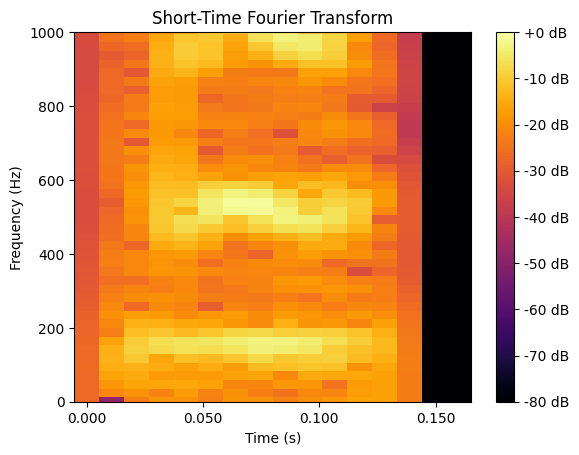 Short-Time Fourier Transform
1000
800
600
400
200
0
Frequency (Hz)
0.000
0.050
0.100
0.150
Time (s)
+0 dB
-10 dB
-20 dB
-30 dB
-40 dB
-50 dB
-60 dB
-70 dB
-80 dB